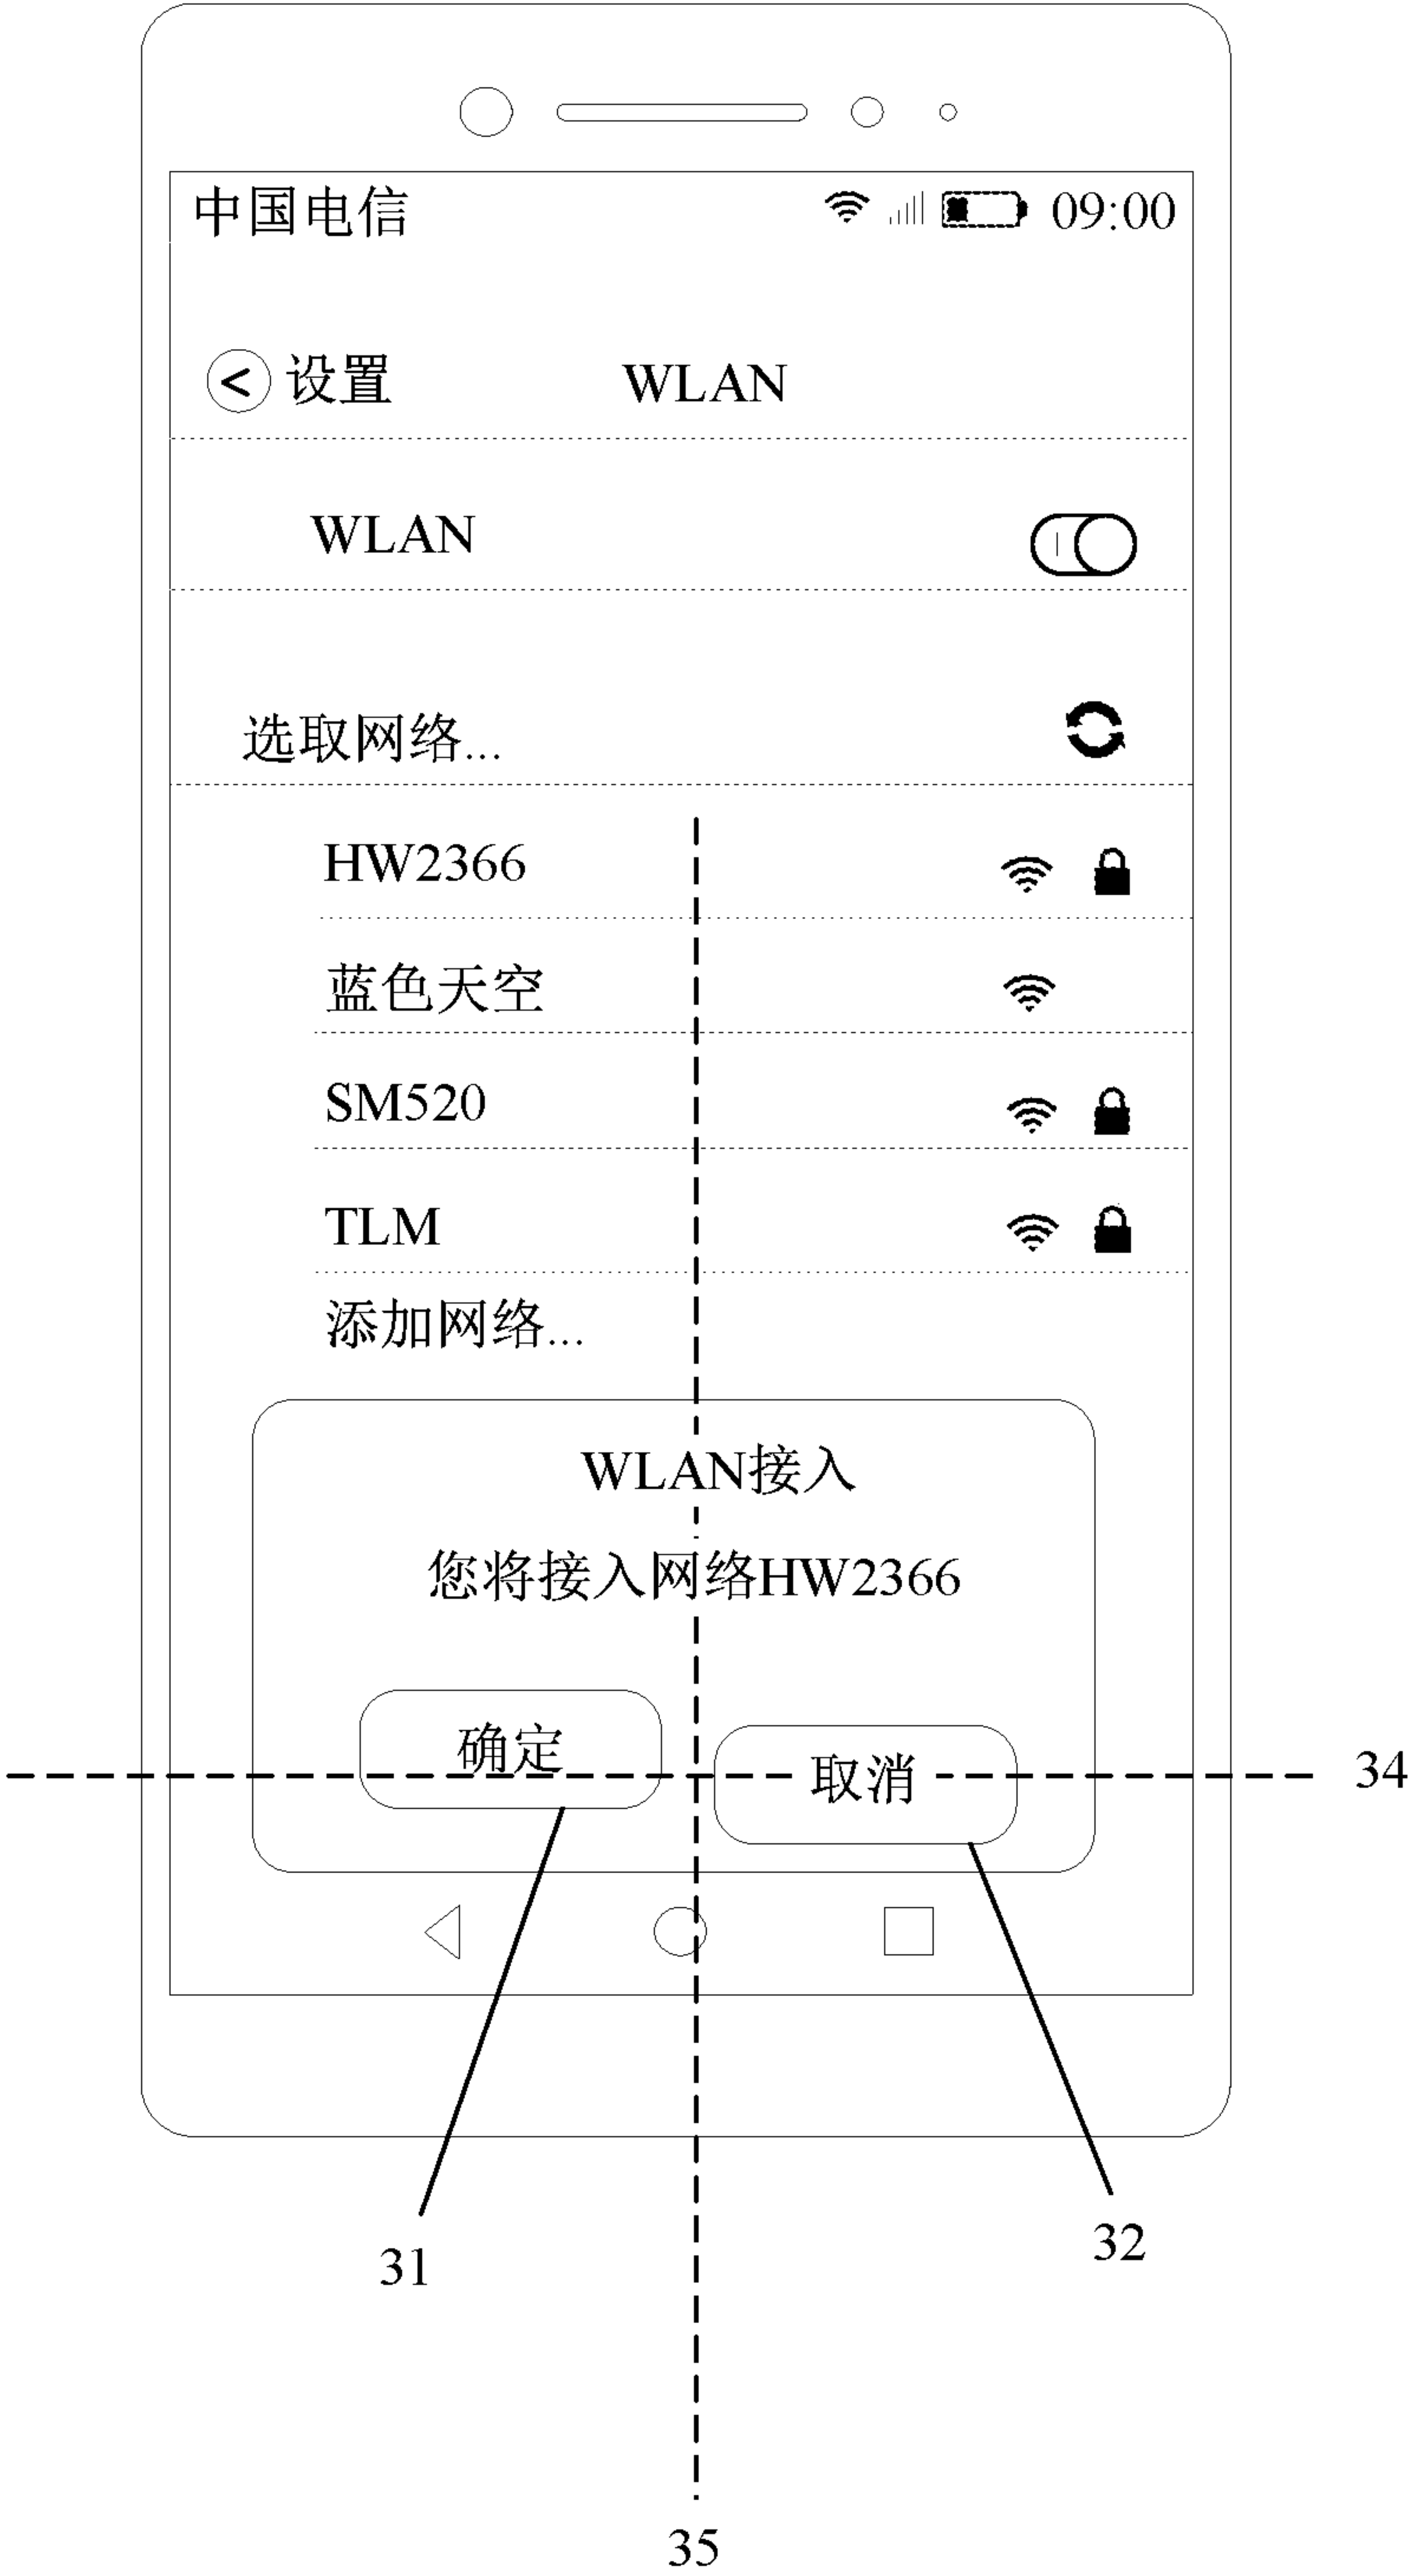 中国电信 09:00
< 设置 WLAN
WLAN
选取网络...
HW2366
蓝色天空
SM520
TLM
添加网络...
WLAN接入
您将接入网络HW2366
确定 取消 34
31 32
35